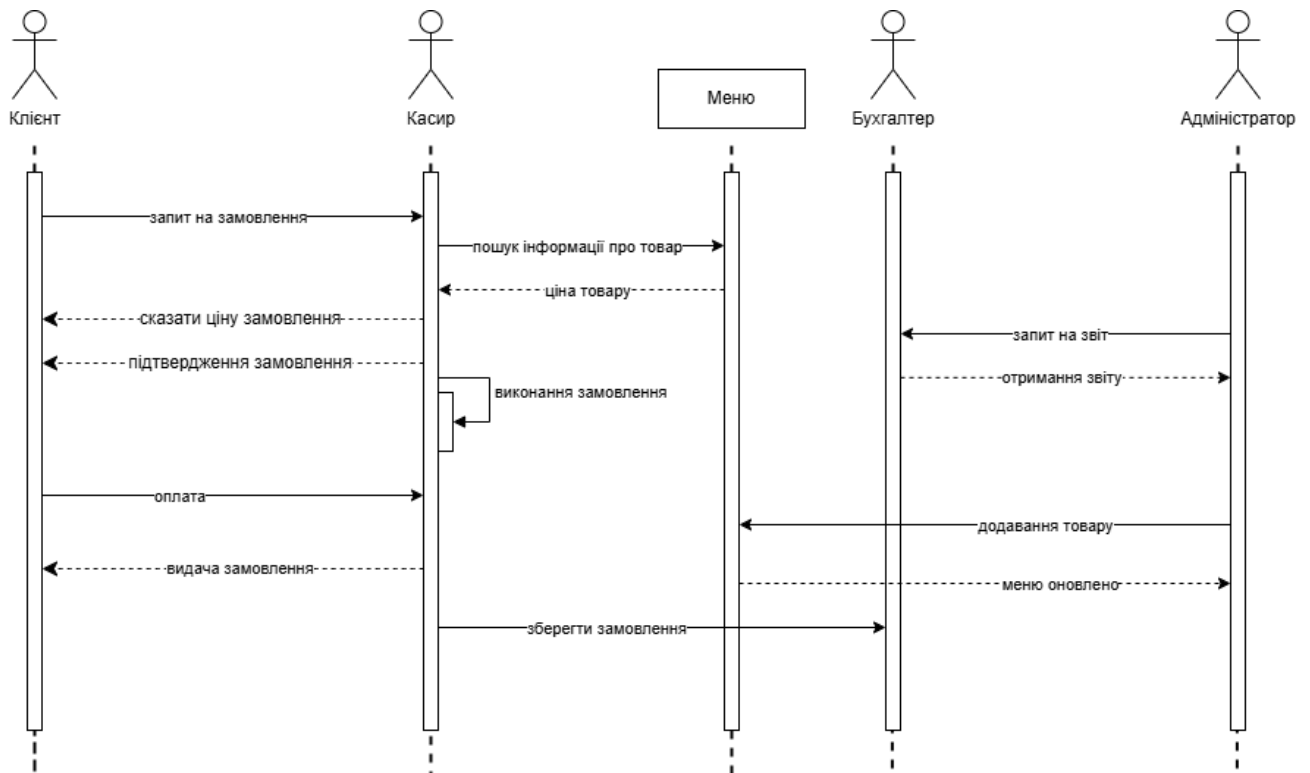 Клієнт
Касир
Меню
Бухгалтер
Адміністратор
запит на замовлення
пошук інформації про товар
ціна товару
сказати ціну замовлення
запит на звіт
підтвердження замовлення
отримання звіту
виконання замовлення
оплата
додавання товару
видача замовлення
меню оновлено
зберегти замовлення